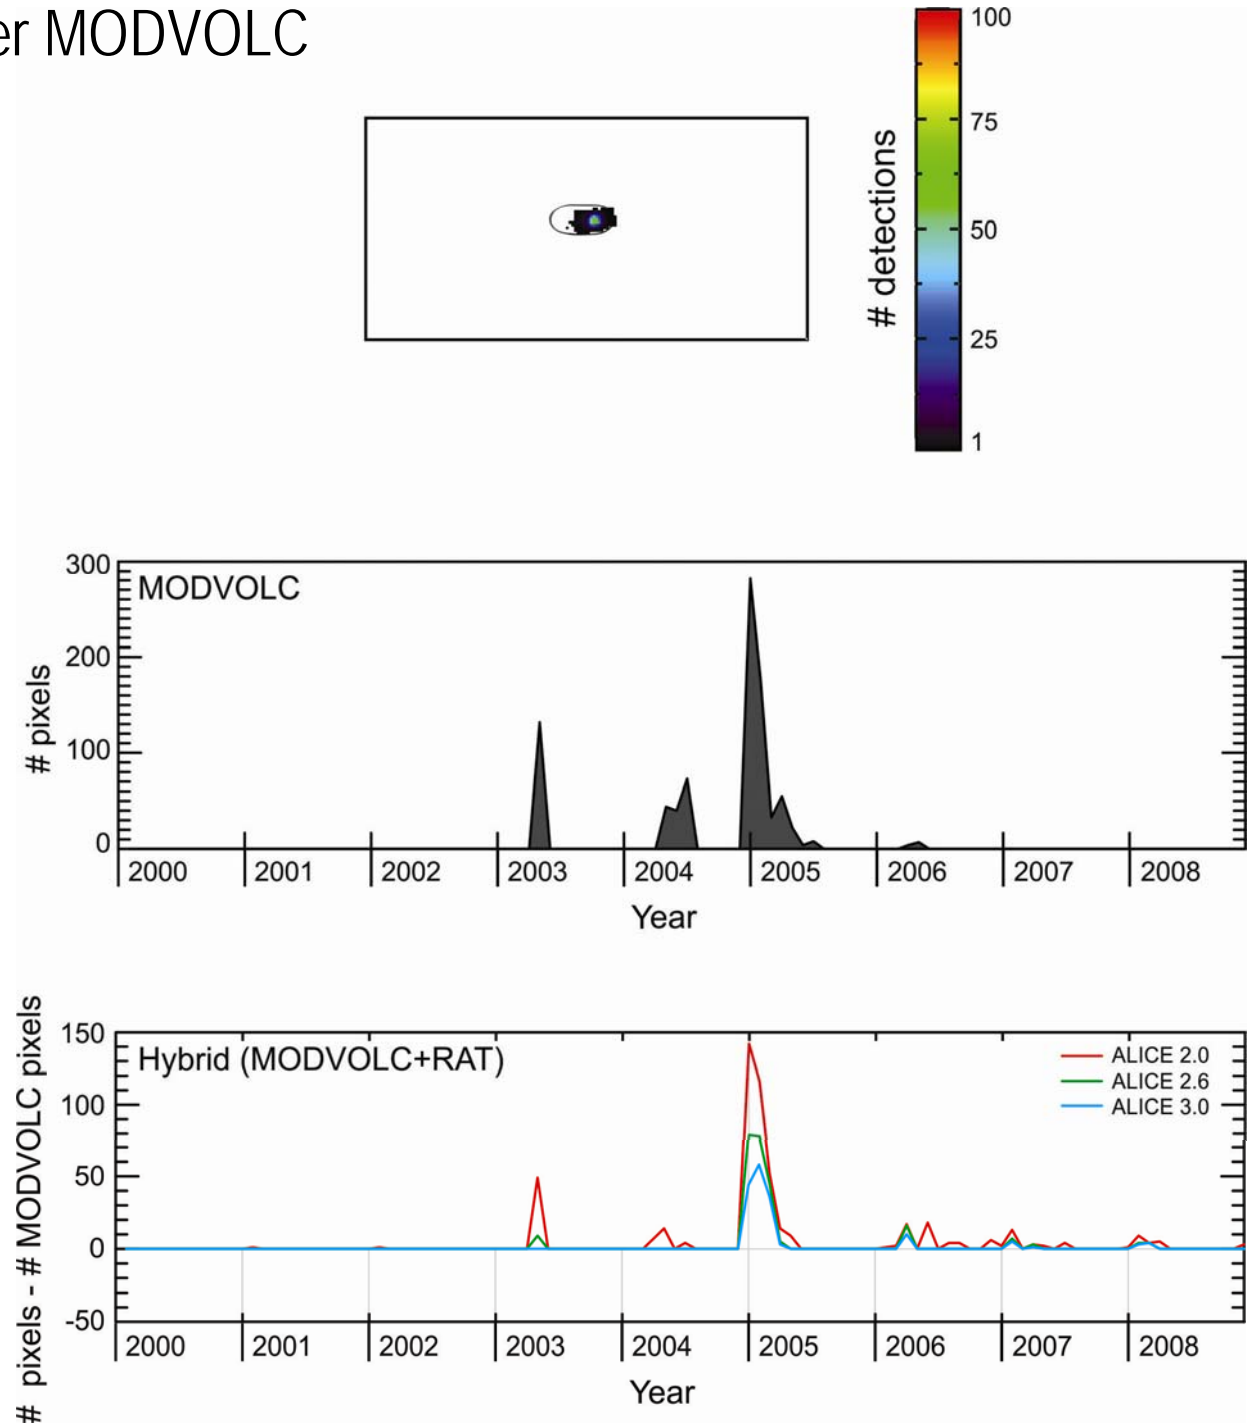 er MODVOLC
100
75
50
25
1
# detections
300
200
100
0
# pixels
MODVOLC
2000 2001 2002 2003 2004 2005 2006 2007 2008
Year
150
100
50
0
-50
# pixels - # MODVOLC pixels
Hybrid (MODVOLC+RAT)
ALICE 2.0
ALICE 2.6
ALICE 3.0
2000 2001 2002 2003 2004 2005 2006 2007 2008
Year